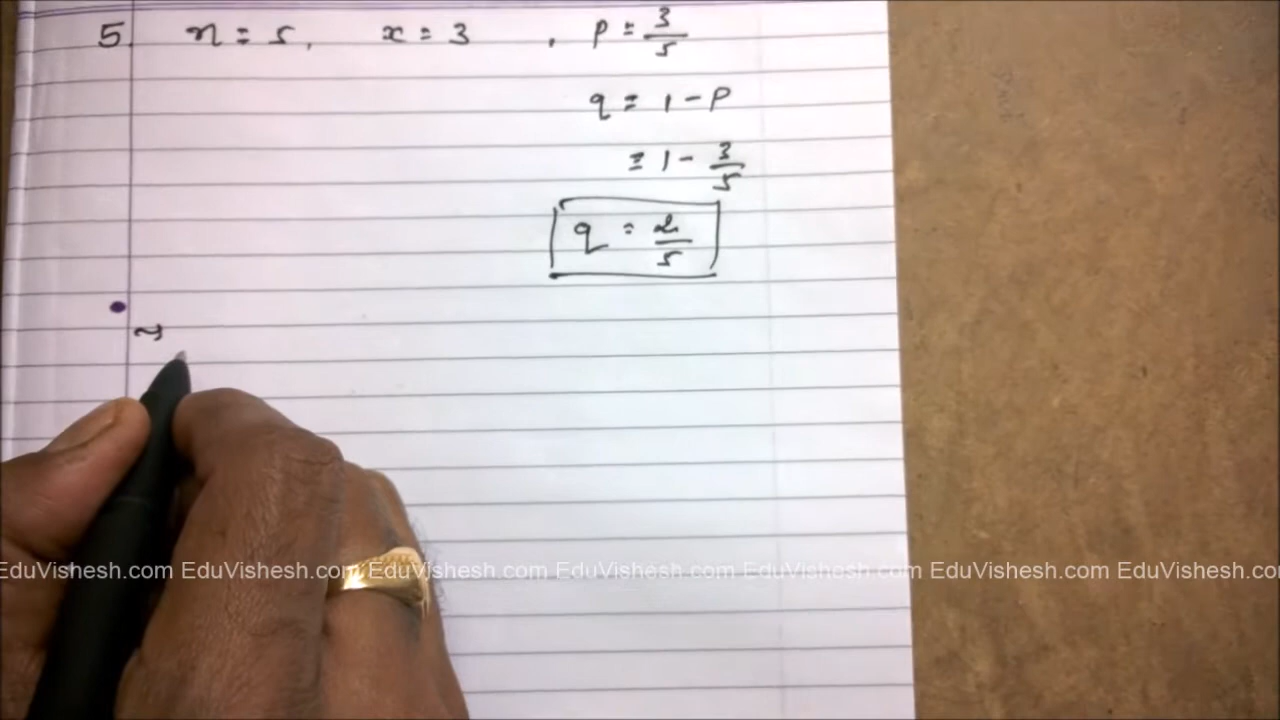 5. n = 5, x = 3 , p = 3/5
q = 1 - p
= 1 - 3/5
q = 2/5
EduVishesh.com EduVishesh.com EduVishesh.com EduVishesh.com EduVishesh.com EduVishesh.com EduVishesh.com